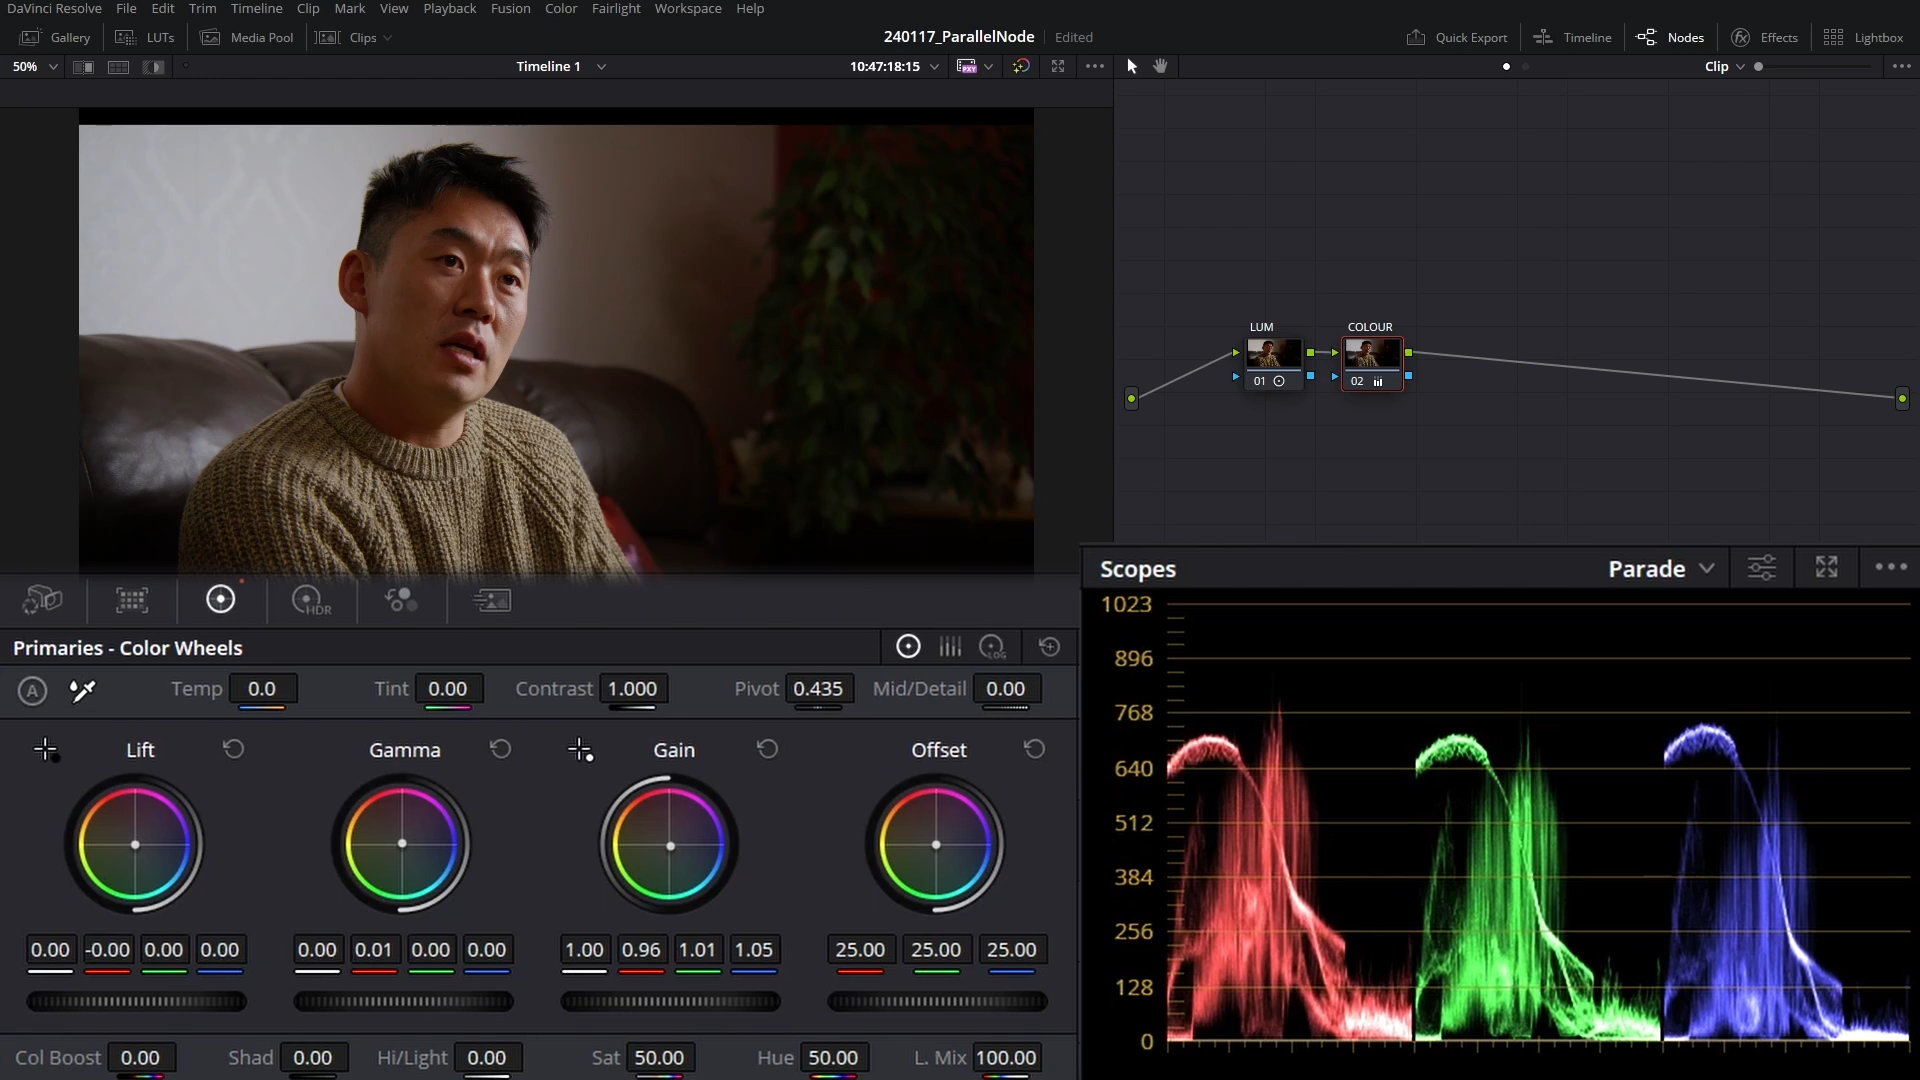 DaVinci Resolve File Edit Trim Timeline Clip Mark View Playback Fusion Color Fairlight Workspace Help
Gallery LUTs Media Pool Clips 240117_ParallelNode Edited Quick Export Timeline Nodes Effects Lightbox
50% Timeline 1 10:47:18:15 PXY Clip
LUM COLOUR
01 02
HDR
Scopes Parade
Primaries - Color Wheels LOG
A Temp 0.0 Tint 0.00 Contrast 1.000 Pivot 0.435 Mid/Detail 0.00
Lift Gamma Gain Offset
0.00 -0.00 0.00 0.00 0.00 0.01 0.00 0.00 1.00 0.96 1.01 1.05 25.00 25.00 25.00
Col Boost 0.00 Shad 0.00 Hi/Light 0.00 Sat 50.00 Hue 50.00 L. Mix 100.00
1023
896
768
640
512
384
256
128
0